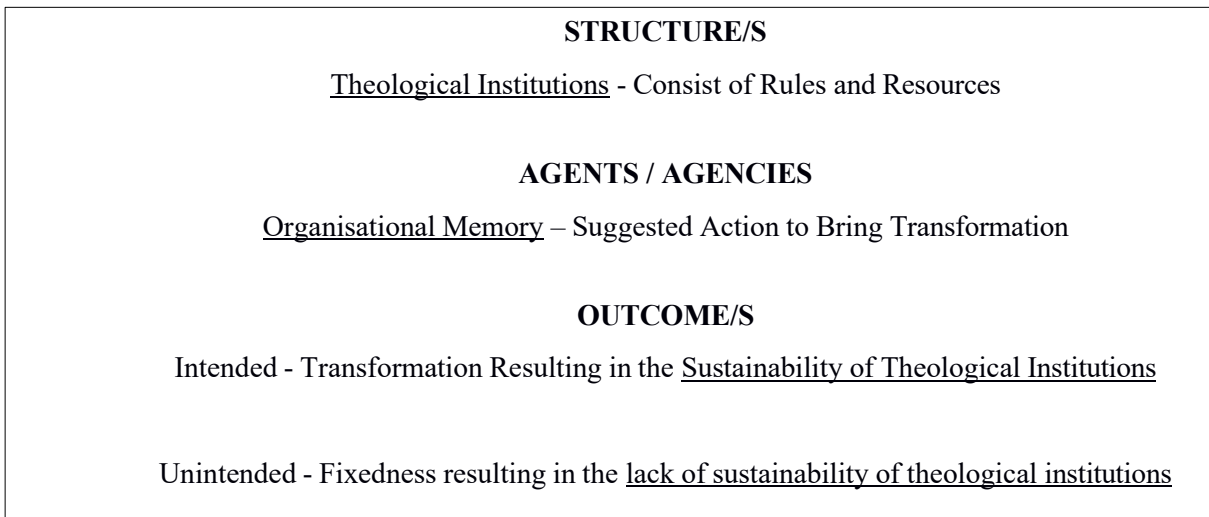 STRUCTURE/S
Theological Institutions - Consist of Rules and Resources
AGENTS / AGENCIES
Organisational Memory – Suggested Action to Bring Transformation
OUTCOME/S
Intended - Transformation Resulting in the Sustainability of Theological Institutions
Unintended - Fixedness resulting in the lack of sustainability of theological institutions